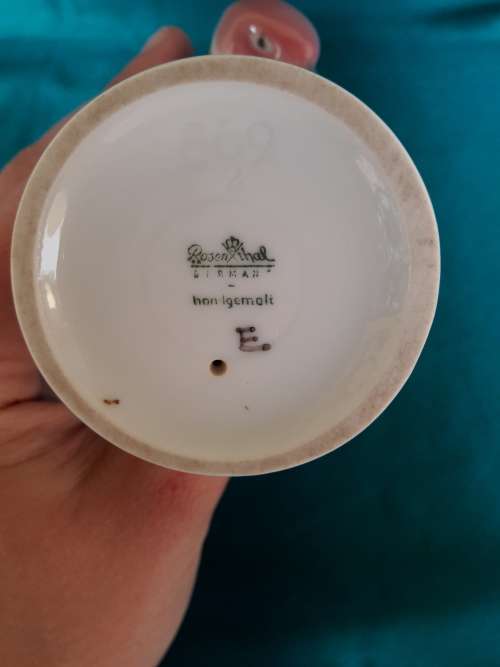 Rosenthal
GERMANY
handgemalt
E.